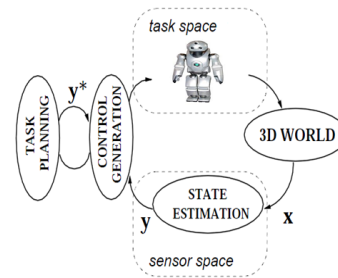 task space
y*
TASK
PLANNING
CONTROL
GENERATION
3D WORLD
STATE
ESTIMATION
y
x
sensor space